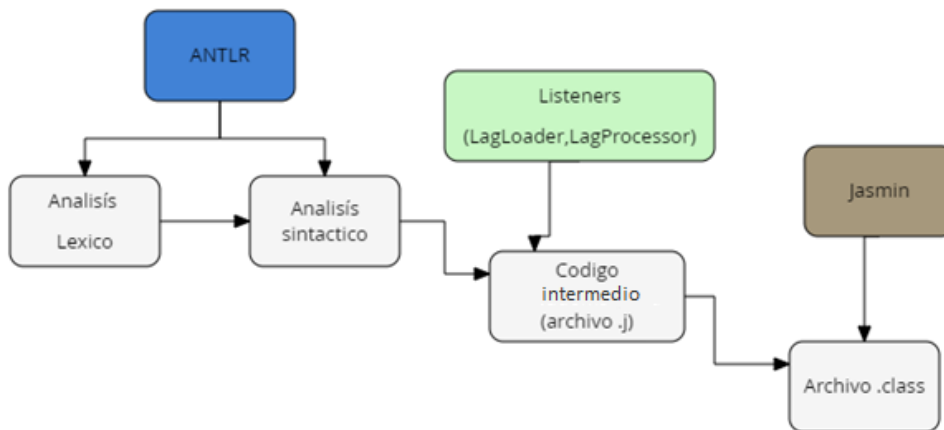 ANTLR
Listeners
(LagLoader,LagProcessor)
Jasmin
Analisís
Lexico
Analisís
sintactico
Codigo
intermedio
(archivo .j)
Archivo .class